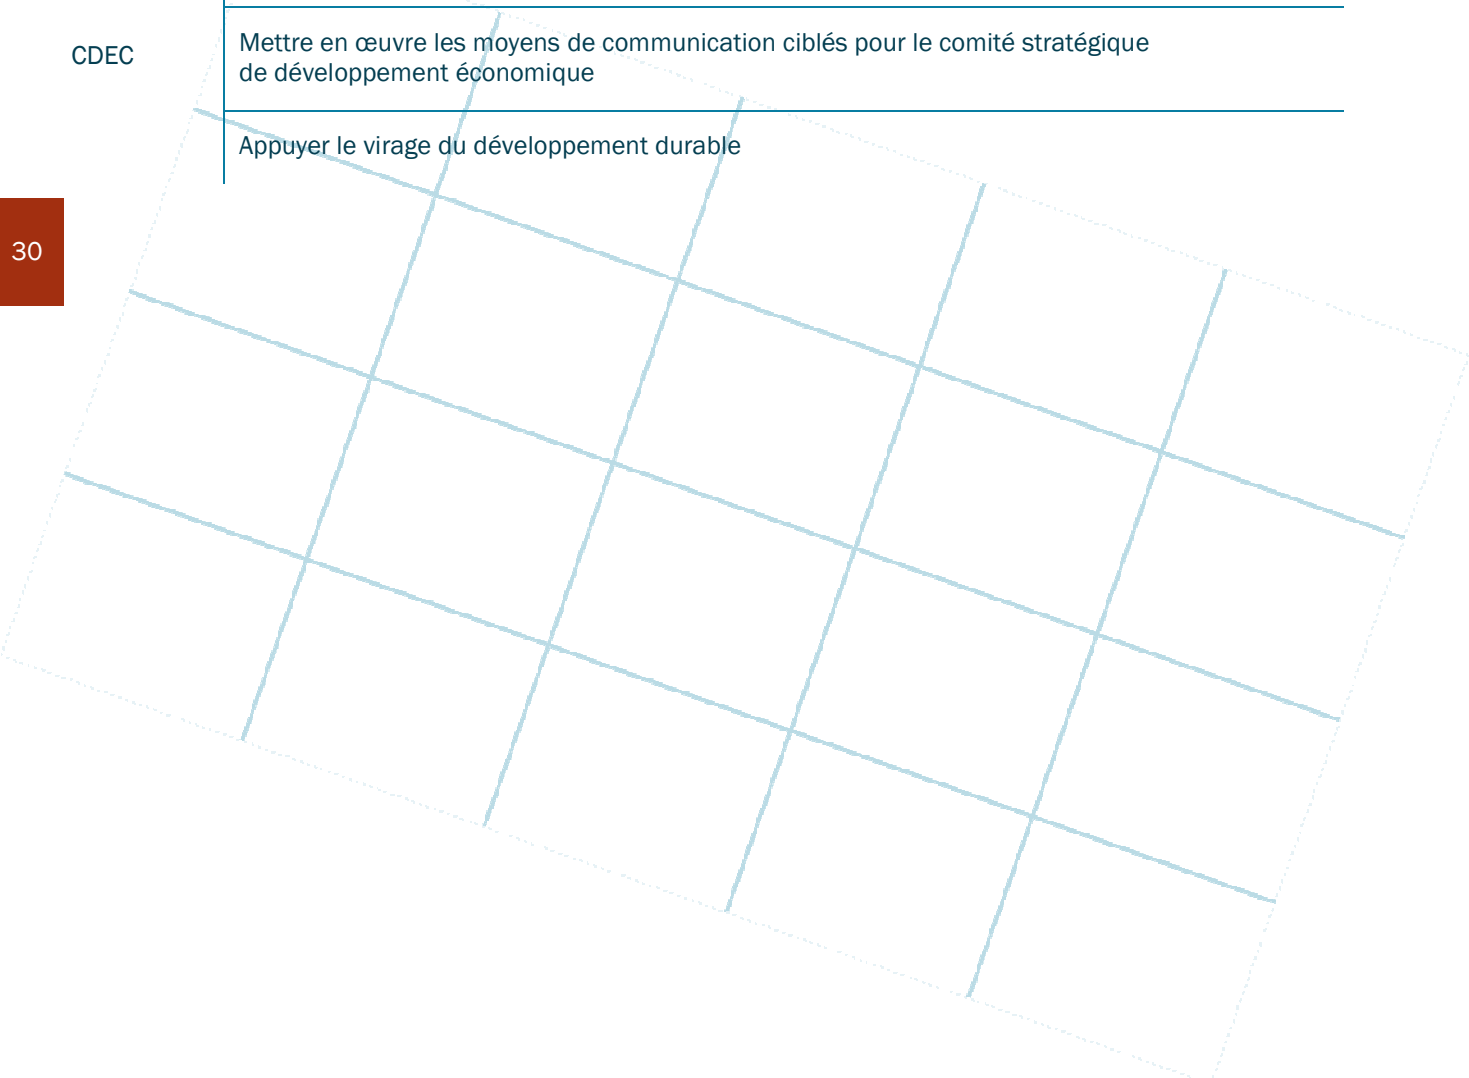 CDEC
Mettre en œuvre les moyens de communication ciblés pour le comité stratégique
de développement économique
Appuyer le virage du développement durable
30